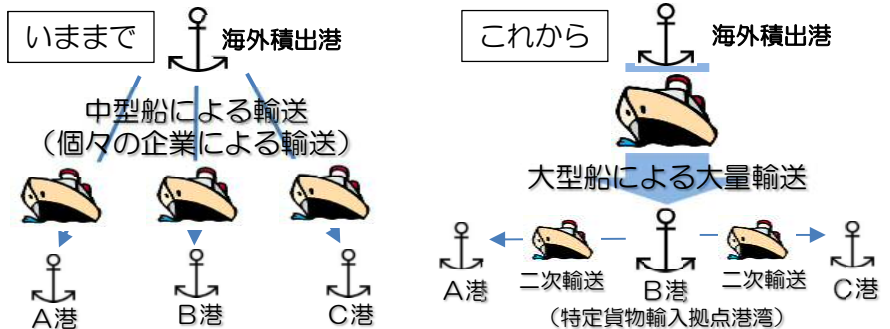 いままで
海外積出港
中型船による輸送
（個々の企業による輸送）
A港
B港
C港
これから
海外積出港
大型船による大量輸送
二次輸送
二次輸送
A港
B港
C港
（特定貨物輸入拠点港湾）